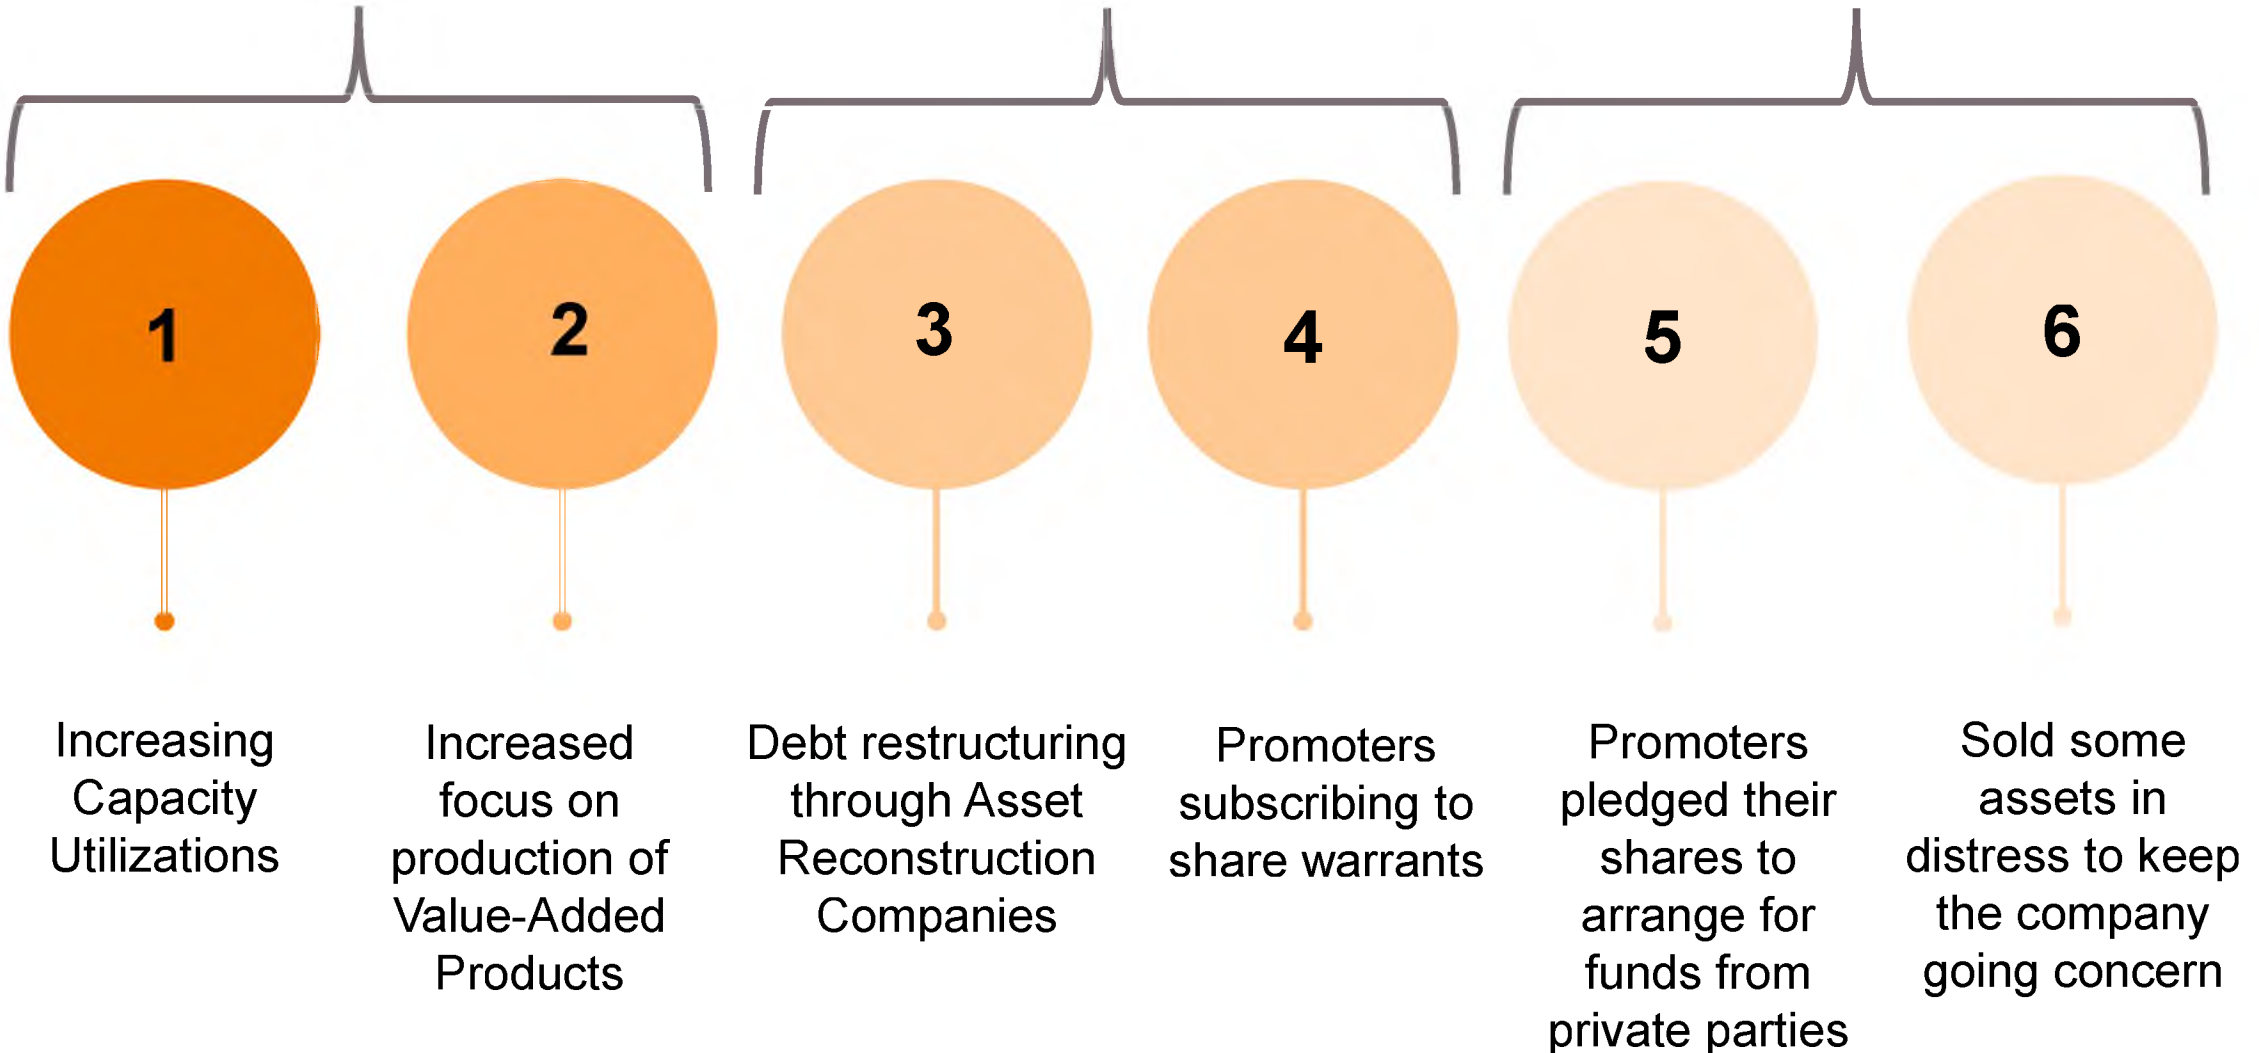 1
2
3
4
5
6
Increasing
Capacity
Utilizations
Increased
focus on
production of
Value-Added
Products
Debt restructuring
through Asset
Reconstruction
Companies
Promoters
subscribing to
share warrants
Promoters
pledged their
shares to
arrange for
funds from
private parties
Sold some
assets in
distress to keep
the company
going concern